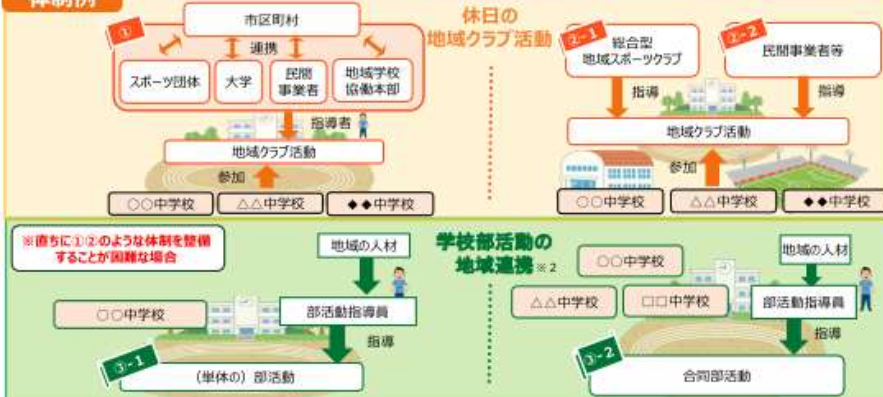 体制例
休日の
地域クラブ活動
①
市区町村
連携
スポーツ団体
大学
民間
事業者
地域学校
協働本部
指導者
地域クラブ活動
参加
○○中学校
△△中学校
◆◆中学校
②-1
総合型
地域スポーツクラブ
②-2
民間事業者等
指導
指導
地域クラブ活動
参加
○○中学校
△△中学校
◆◆中学校
※直ちに①②のような体制を整備
することが困難な場合
学校部活動の
地域連携※2
地域の人材
○○中学校
部活動指導員
指導
③-1
(単体の) 部活動
○○中学校
△△中学校
□□中学校
地域の人材
部活動指導員
指導
③-2
合同部活動